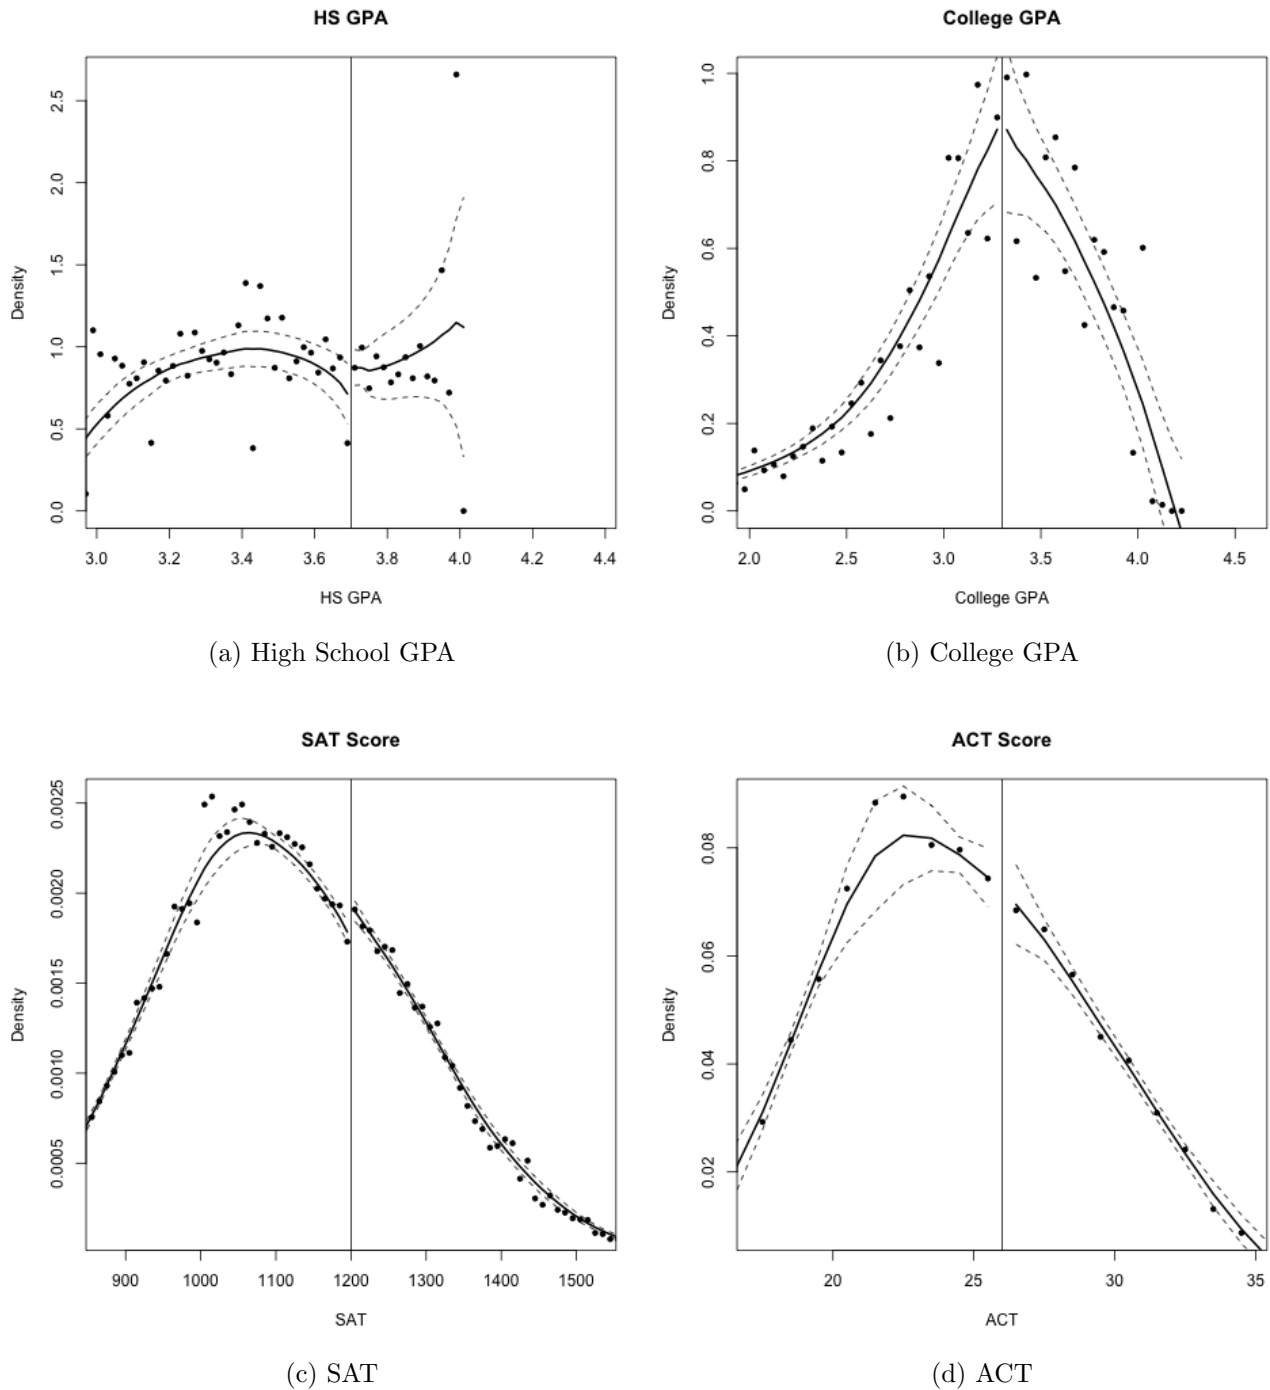 HS GPA
Density
0.0 0.5 1.0 1.5 2.0 2.5
3.0 3.2 3.4 3.6 3.8 4.0 4.2 4.4
HS GPA
(a) High School GPA
College GPA
Density
0.0 0.2 0.4 0.6 0.8 1.0
2.0 2.5 3.0 3.5 4.0 4.5
College GPA
(b) College GPA
SAT Score
Density
0.0005 0.0010 0.0015 0.0020 0.0025
900 1000 1100 1200 1300 1400 1500
SAT
(c) SAT
ACT Score
Density
0.02 0.04 0.06 0.08
20 25 30 35
ACT
(d) ACT